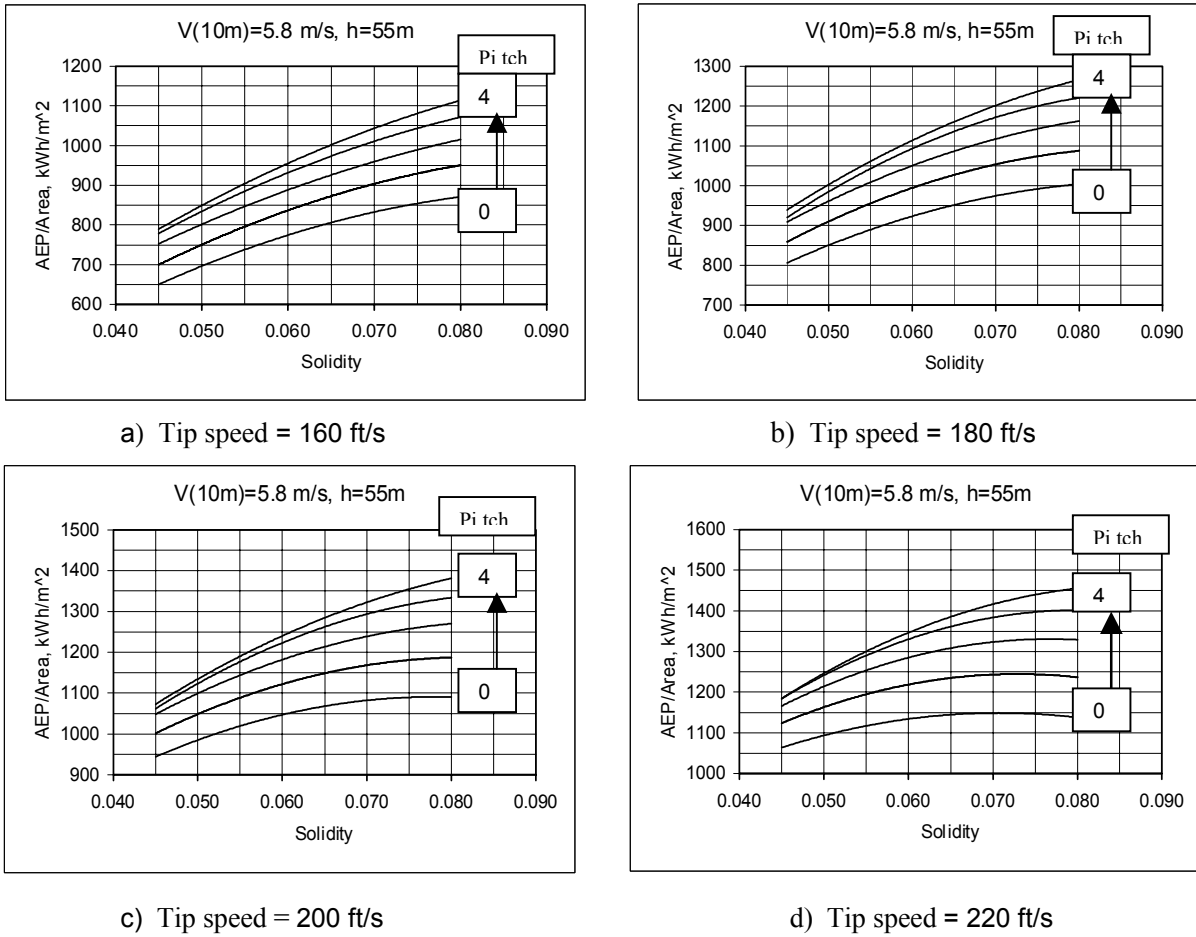 V(10m)=5.8 m/s, h=55m
Pi tch
1200
1100
1000
900
800
700
600
AEP/Area, kWh/m^2
4
0
0.040 0.050 0.060 0.070 0.080 0.090
Solidity
a) Tip speed = 160 ft/s
V(10m)=5.8 m/s, h=55m
Pi tch
1300
1200
1100
1000
900
800
700
AEP/Area, kWh/m^2
4
0
0.040 0.050 0.060 0.070 0.080 0.090
Solidity
b) Tip speed = 180 ft/s
V(10m)=5.8 m/s, h=55m
Pi tch
1500
1400
1300
1200
1100
1000
900
AEP/Area, kWh/m^2
4
0
0.040 0.050 0.060 0.070 0.080 0.090
Solidity
c) Tip speed = 200 ft/s
V(10m)=5.8 m/s, h=55m
Pi tch
1600
1500
1400
1300
1200
1100
1000
AEP/Area, kWh/m^2
4
0
0.040 0.050 0.060 0.070 0.080 0.090
Solidity
d) Tip speed = 220 ft/s